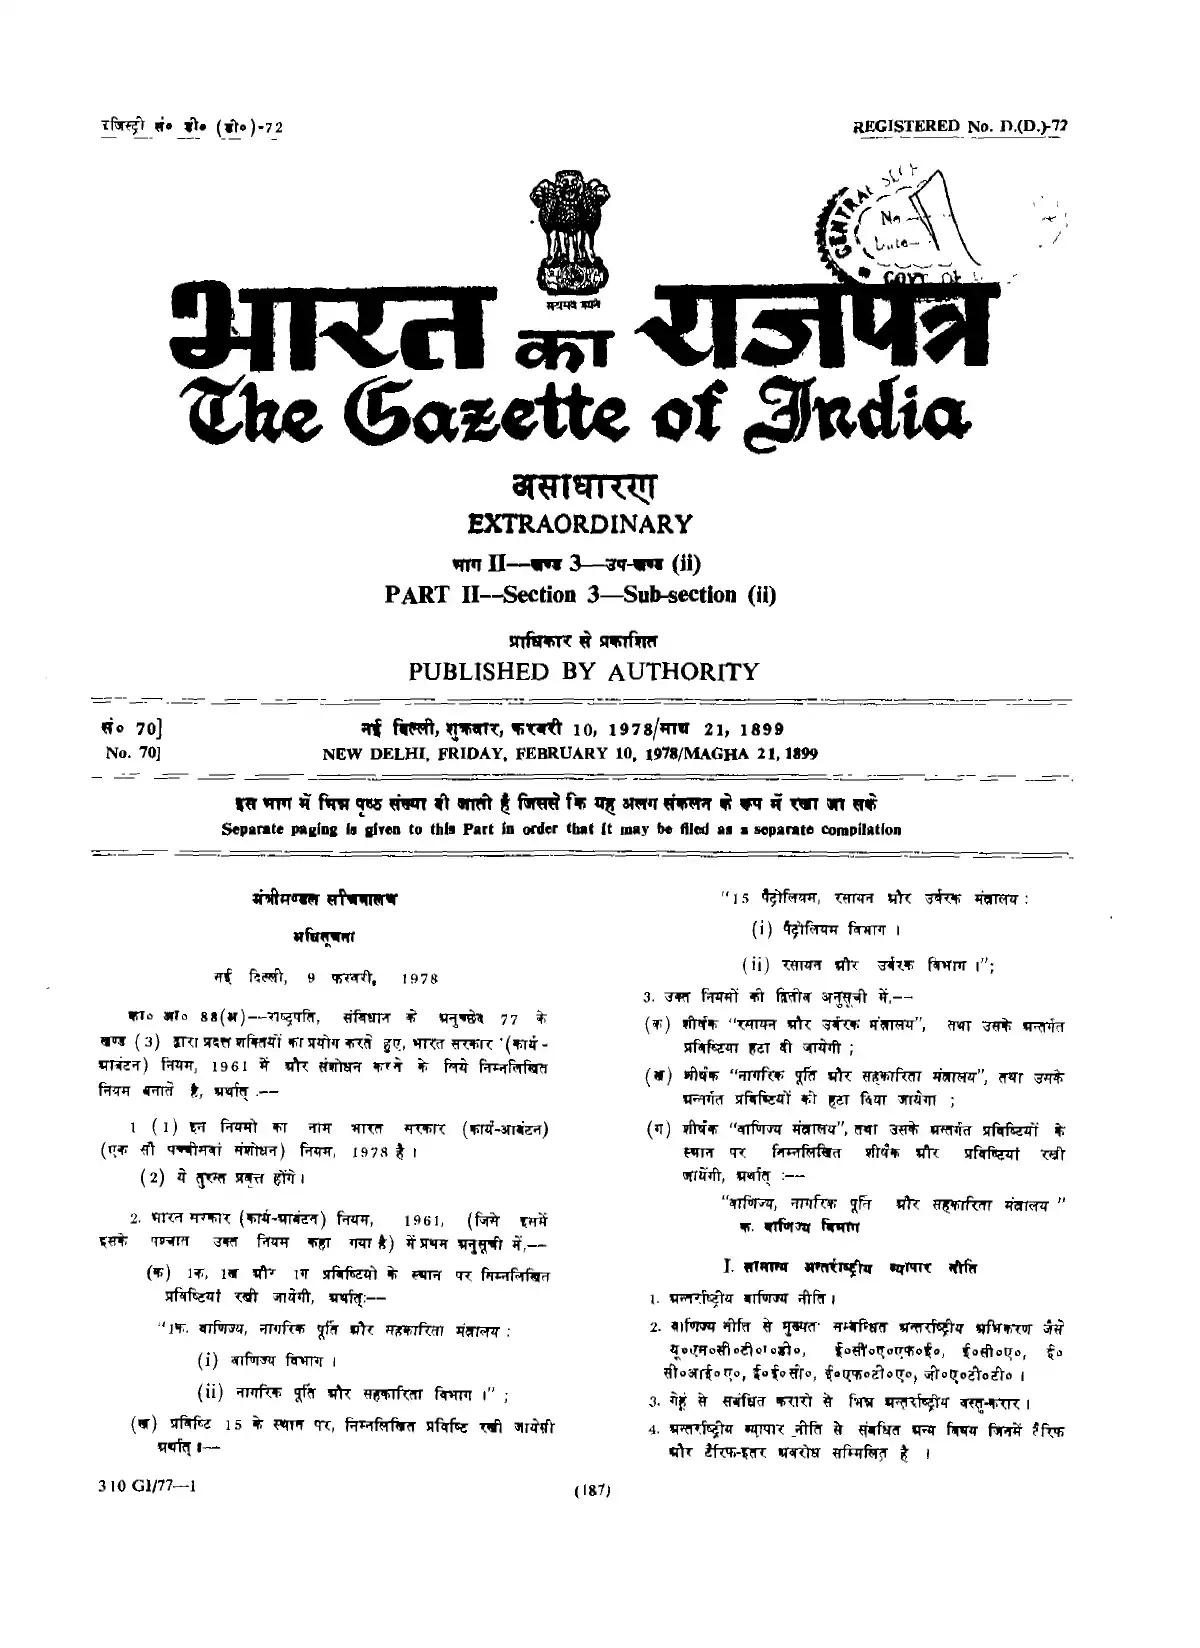 रजिस्ट्री सं० डी० (डी०)-72
REGISTERED No. D.(D.)-72
CENTRAL
No
GOVT OF
सत्यमेव जयते
भारत का राजपत्र
The Gazette of India
असाधारण
EXTRAORDINARY
भाग II—खण्ड 3—उप-खण्ड (ii)
PART II—Section 3—Sub-section (ii)
प्राधिकार से प्रकाशित
PUBLISHED BY AUTHORITY
सं० 70]
नई दिल्ली, शुक्रवार, फरवरी 10, 1978/माघ 21, 1899
No. 70]
NEW DELHI, FRIDAY, FEBRUARY 10, 1978/MAGHA 21, 1899
इस भाग में भिन्न पृष्ठ संख्या दी जाती है जिससे कि यह अलग संकलन के रूप में रखा जा सके
Separate paging is given to this Part in order that it may be filed as a separate compilation
मंत्रीमण्डल सचिवालय
अधिसूचना
नई दिल्ली, 9 फरवरी, 1978
का० आ० 88(अ)—राष्ट्रपति, संविधान के अनुच्छेद 77 के
खण्ड (3) द्वारा प्रदत्त शक्तियों का प्रयोग करते हुए, भारत सरकार (कार्य-
आवंटन) नियम, 1961 में और संशोधन करने के लिये निम्नलिखित
नियम बनाते है, अर्थात् :—
1 (1) इन नियमो का नाम भारत सरकार (कार्य-आवंटन)
(एक सौ पच्चीसवां संशोधन) नियम, 1978 है।
(2) ये तुरन्त प्रवृत्त होंगे।
2. भारत सरकार (कार्य-आवंटन) नियम, 1961, (जिसे इसमें
इसके पश्चात उक्त नियम कहा गया है) में प्रथम अनुसूची में,—
(क) 1क, 1ख और 1ग प्रविष्टियो के स्थान पर निम्नलिखित
प्रविष्टियां रखी जायेगी, अर्थात्:—
"1क. वाणिज्य, नागरिक पूर्ति और सहकारिता मंत्रालय :
(i) वाणिज्य विभाग ।
(ii) नागरिक पूर्ति और सहकारिता विभाग ।" ;
(ख) प्रविष्टि 15 के स्थान पर, निम्नलिखित प्रविष्टि रखी जायेगी
अर्थात् ।—
310 GI/77—1
"15 पैट्रोलियम, रसायन और उर्वरक मंत्रालय :
(i) पैट्रोलियम विभाग ।
(ii) रसायन और उर्वरक विभाग ।";
3. उक्त नियमों की द्वितीय अनुसूची में,—
(क) शीर्षक "रसायन और उर्वरक मंत्रालय", तथा उसके अन्तर्गत
प्रविष्टिया हटा दी जायेगी ;
(ख) शीर्षक "नागरिक पूर्ति और सहकारिता मंत्रालय", तथा उसके
अन्तर्गत प्रविष्टियों को हटा दिया जायेगा ;
(ग) शीर्षक "वाणिज्य मंत्रालय", तथा उसके अन्तर्गत प्रविष्टियों के
स्थान पर निम्नलिखित शीर्षक और प्रविष्टियां रखी
जायेंगी, अर्थात् :—
"वाणिज्य, नागरिक पूर्ति और सहकारिता मंत्रालय "
क. वाणिज्य विभाग
I. सामान्य अन्तर्राष्ट्रीय व्यापार नीति
1. अन्तर्राष्ट्रीय वाणिज्य नीति।
2. वाणिज्य नीति से मुख्यत सम्बन्धित अन्तर्राष्ट्रीय अभिकरण जैसे
यू०एन०सी०टी०ए०डी०, ई०सी०ए०एफ०ई०, ई०सी०ए०, ई०
सी०आई०ए०, ई०ई०सी०, ई०एफ०टी०ए०, जी०ए०टी०टी० ।
3. गेहूं से संबंधित करारो से भिन्न अन्तर्राष्ट्रीय वस्तु-करार।
4. अन्तर्राष्ट्रीय व्यापार नीति से संबंधित अन्य विषय जिनमें टैरिफ
और टैरिफ-इतर अवरोध सम्मिलित है ।
(187)